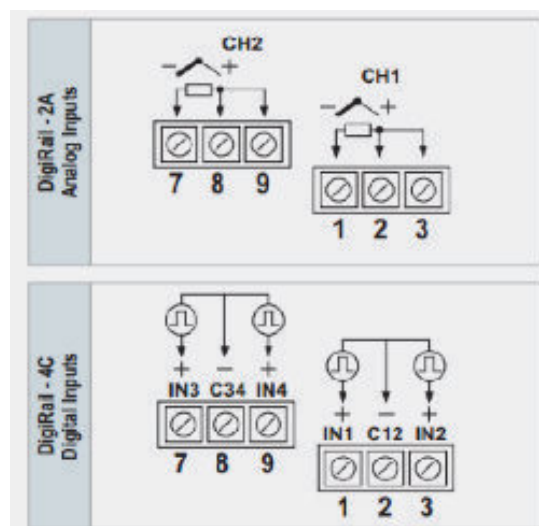 DigiRail - 2A
Analog Inputs
CH2
- +
7 8 9
CH1
- +
1 2 3
DigiRail - 4C
Digital Inputs
+ - +
IN3 C34 IN4
7 8 9
+ - +
IN1 C12 IN2
1 2 3